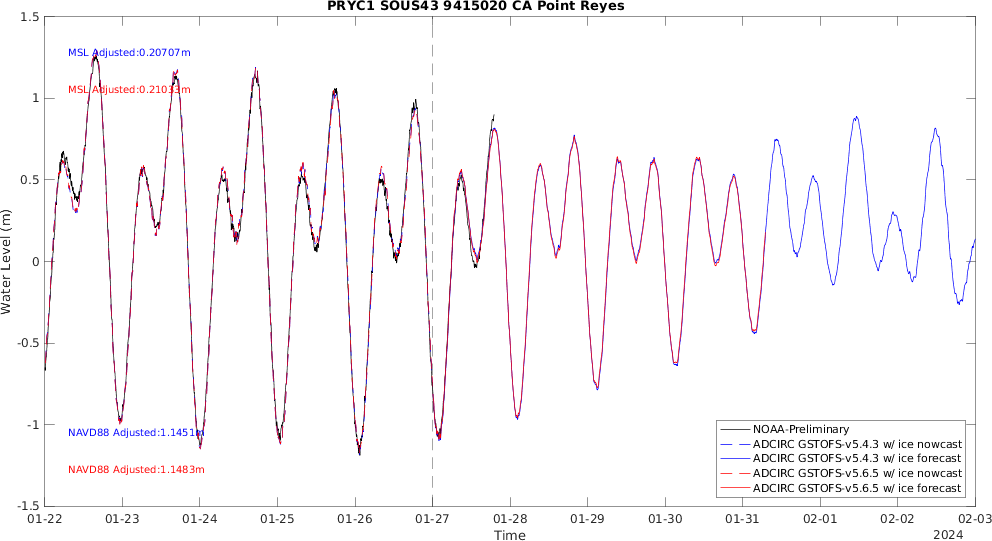 PRYC1 SOUS43 9415020 CA Point Reyes
1.5
1
0.5
0
-0.5
-1
-1.5
Water Level (m)
MSL Adjusted:0.20707m
MSL Adjusted:0.21033m
NAVD88 Adjusted:1.1451m
NAVD88 Adjusted:1.1483m
NOAA-Preliminary
ADCIRC GSTOFS-v5.4.3 w/ ice nowcast
ADCIRC GSTOFS-v5.4.3 w/ ice forecast
ADCIRC GSTOFS-v5.6.5 w/ ice nowcast
ADCIRC GSTOFS-v5.6.5 w/ ice forecast
01-22 01-23 01-24 01-25 01-26 01-27 01-28 01-29 01-30 01-31 02-01 02-02 02-03
Time
2024